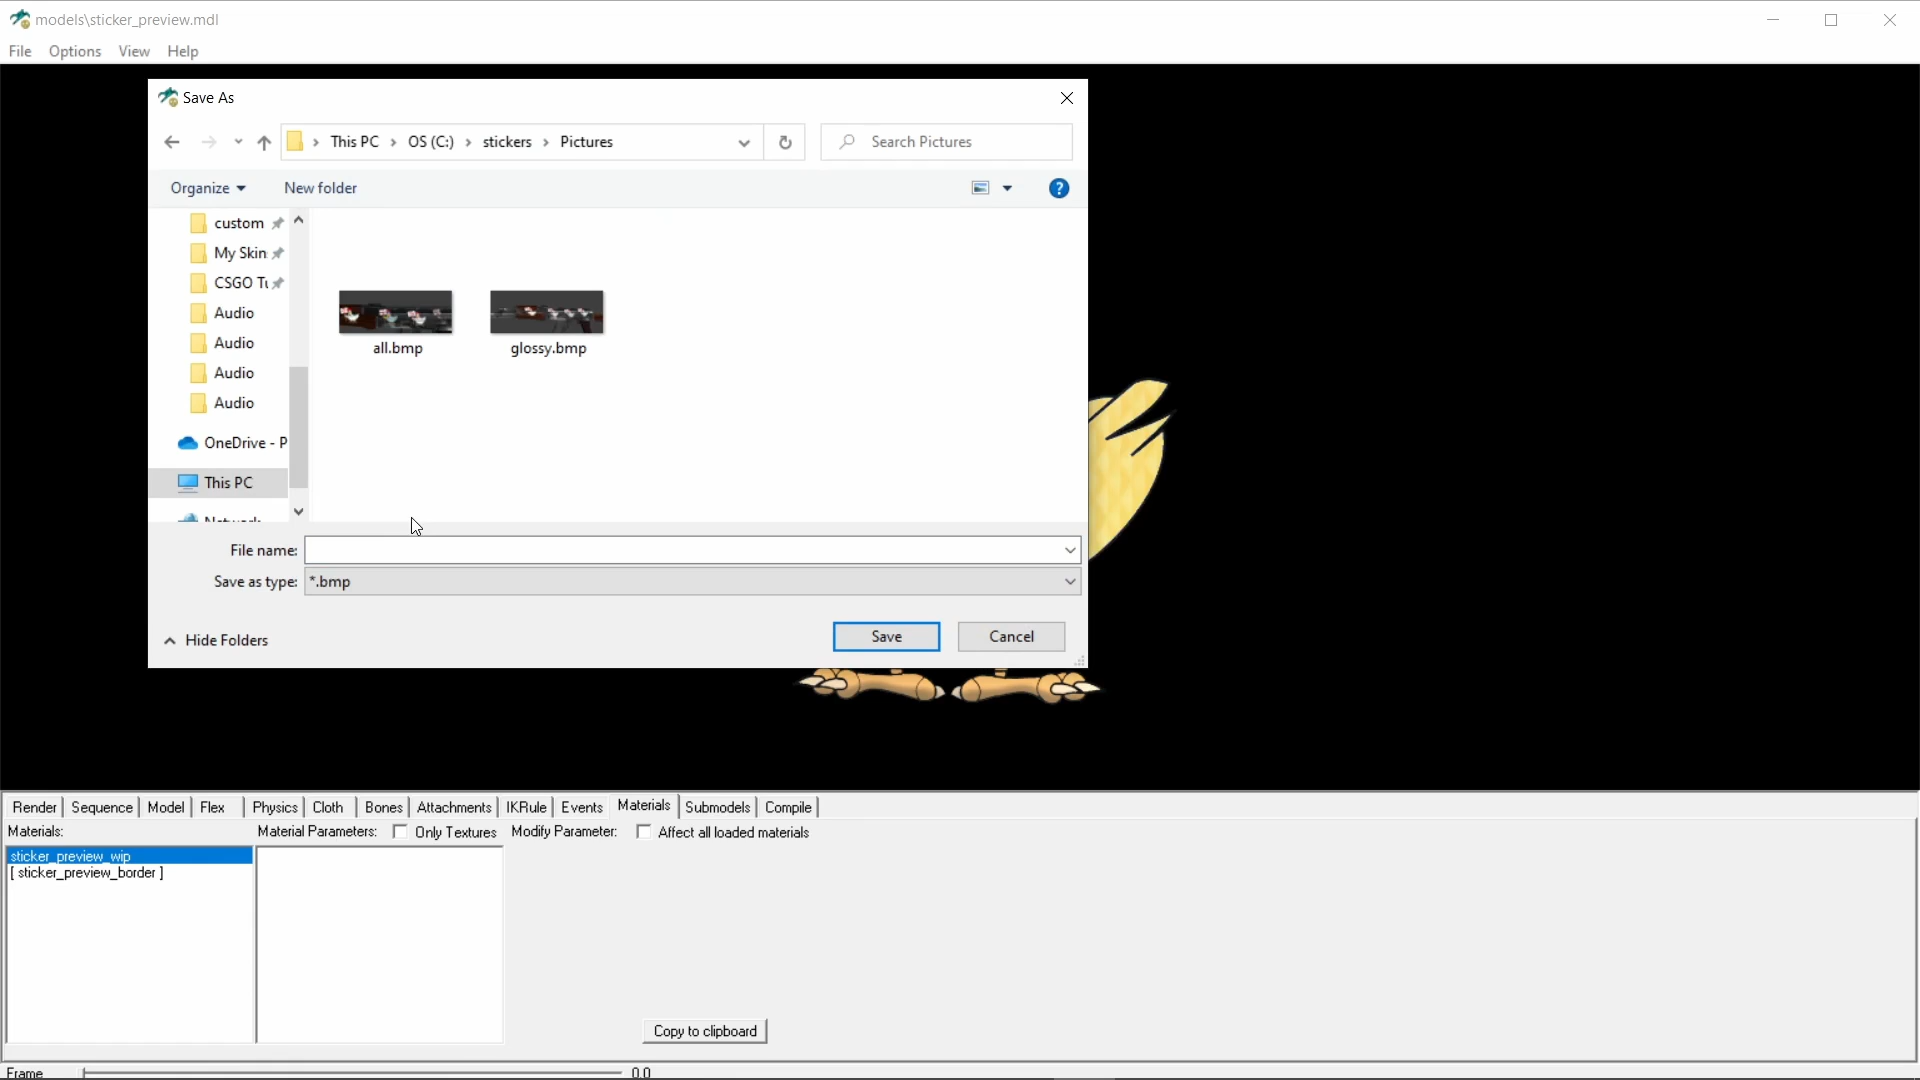 models\sticker_preview.mdl
File Options View Help
Save As
This PC OS (C:) stickers Pictures
Search Pictures
Organize New folder
custom
My Skin
CSGO Tu
Audio
Audio
Audio
Audio
OneDrive - P
This PC
Network
all.bmp
glossy.bmp
File name:
Save as type: *.bmp
Hide Folders
Save
Cancel
Render Sequence Model Flex Physics Cloth Bones Attachments IKRule Events Materials Submodels Compile
Materials: Material Parameters: Only Textures Modify Parameter: Affect all loaded materials
sticker_preview_wip
[ sticker_preview_border ]
Copy to clipboard
Frame 0.0